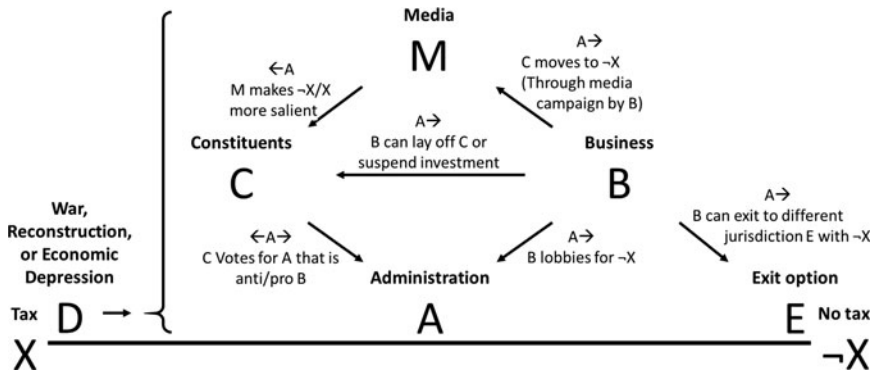 Media
M
A→
C moves to ¬X
(Through media
campaign by B)
←A
M makes ¬X/X
more salient
A→
B can lay off C or
suspend investment
Constituents
C
Business
B
War,
Reconstruction,
or Economic
Depression
←A→
C Votes for A that is
anti/pro B
A→
B lobbies for ¬X
A→
B can exit to different
jurisdiction E with ¬X
Administration
A
Exit option
E
Tax
D
No tax
X
¬X